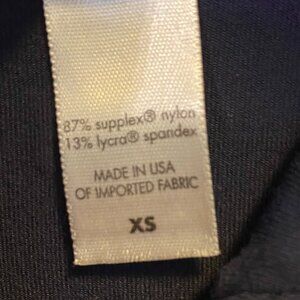 87% supplex® nylon
13% lycra® spandex
MADE IN USA
OF IMPORTED FABRIC
XS